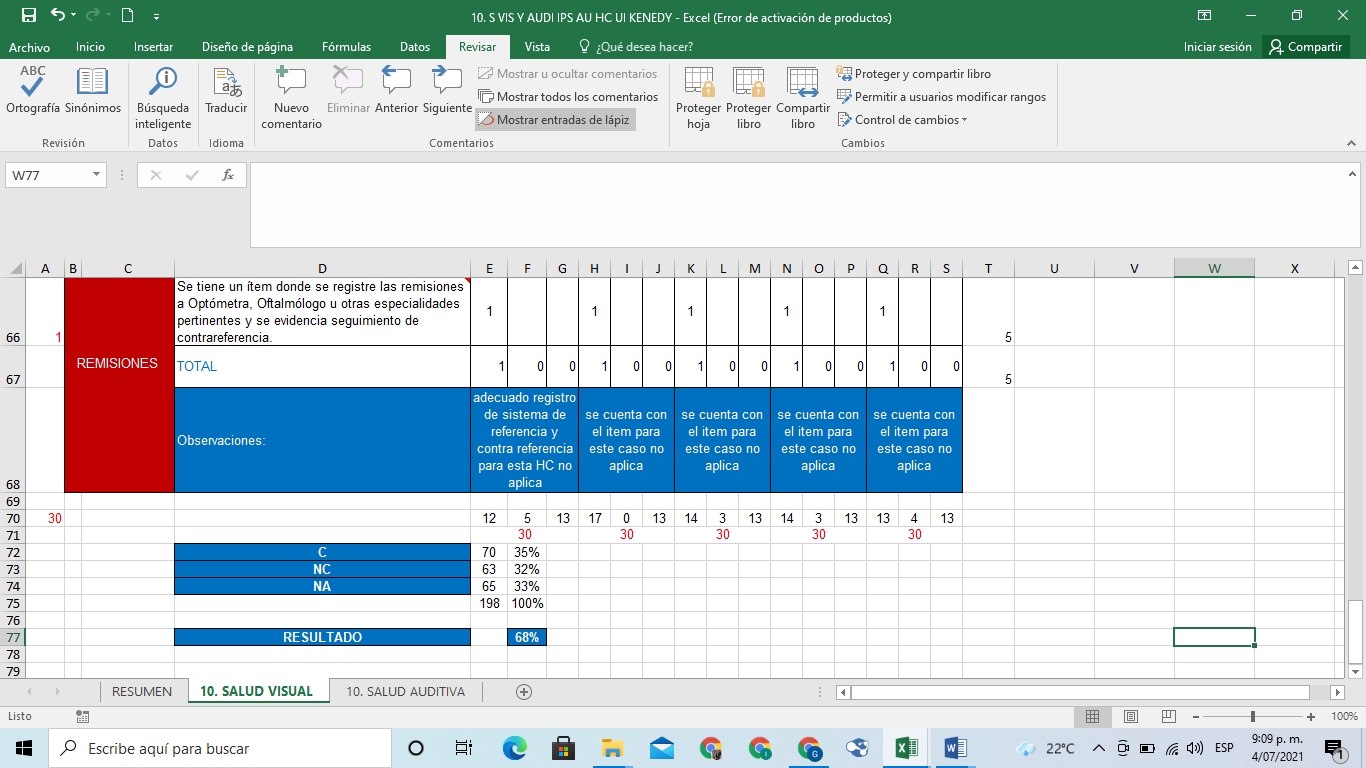 10. S VIS Y AUDI IPS AU HC UI KENEDY - Excel (Error de activación de productos)
Archivo Inicio Insertar Diseño de página Fórmulas Datos Revisar Vista ¿Qué desea hacer? Iniciar sesión Compartir
ABC
Ortografía Sinónimos
Búsqueda
inteligente
Traducir
Nuevo
comentario
Eliminar Anterior Siguiente
Mostrar u ocultar comentarios
Mostrar todos los comentarios
Mostrar entradas de lápiz
Proteger
hoja
Proteger
libro
Compartir
libro
Proteger y compartir libro
Permitir a usuarios modificar rangos
Control de cambios
Revisión Datos Idioma Comentarios Cambios
W77 fx
A B C D E F G H I J K L M N O P Q R S T U V W X
Se tiene un ítem donde se registre las remisiones
a Optómetra, Oftalmólogo u otras especialidades
pertinentes y se evidencia seguimiento de
contrareferencia.
66 1 1 1 1 1 1 5
REMISIONES
67 TOTAL 1 0 0 1 0 0 1 0 0 1 0 0 1 0 0 5
68 Observaciones:
adecuado registro
de sistema de
referencia y
contra referencia
para esta HC no
aplica
se cuenta con
el item para
este caso no
aplica
se cuenta con
el item para
este caso no
aplica
se cuenta con
el item para
este caso no
aplica
se cuenta con
el item para
este caso no
aplica
69
70 30 12 5 13 17 0 13 14 3 13 14 3 13 13 4 13
71 30 30 30 30 30
72 C 70 35%
73 NC 63 32%
74 NA 65 33%
75 198 100%
76
77 RESULTADO 68%
78
79
RESUMEN 10. SALUD VISUAL 10. SALUD AUDITIVA
Listo 100%
Escribe aquí para buscar 22°C ESP 9:09 p. m.
4/07/2021 1